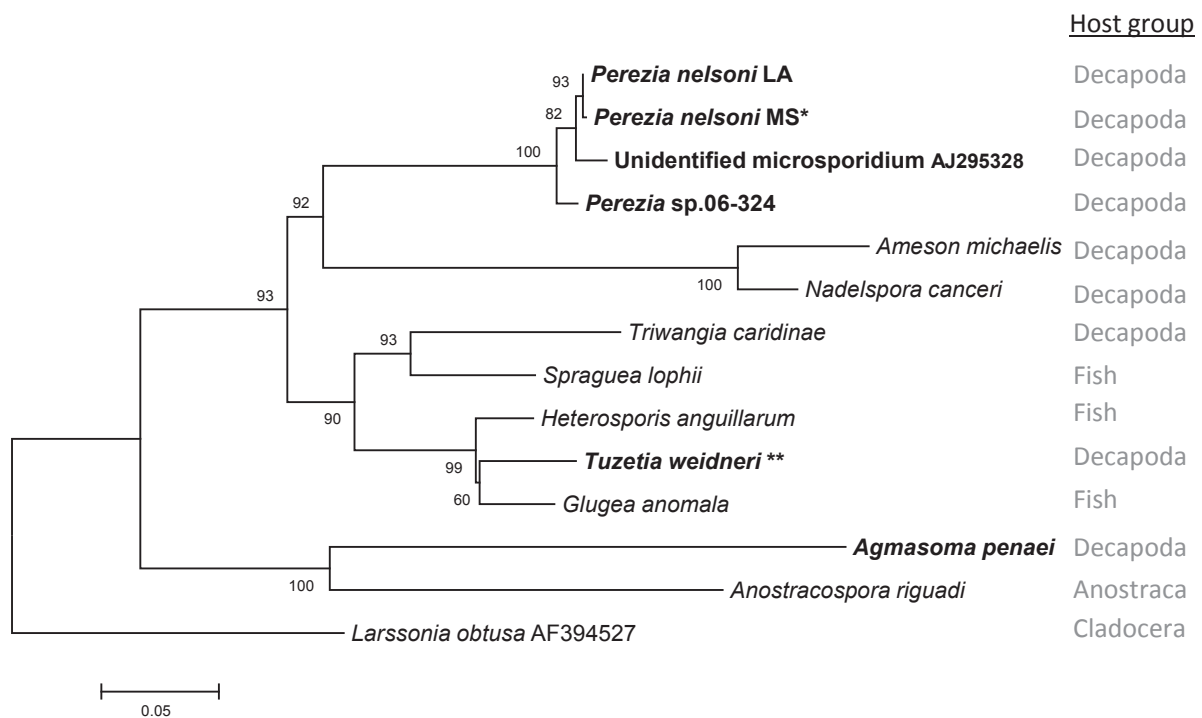 Host group
93 Perezia nelsoni LA Decapoda
82 Perezia nelsoni MS* Decapoda
100 Unidentified microsporidium AJ295328 Decapoda
Perezia sp.06-324 Decapoda
92
Ameson michaelis Decapoda
100 Nadelspora canceri Decapoda
93
93 Triwangia caridinae Decapoda
Spraguea lophii Fish
90 Heterosporis anguillarum Fish
99 Tuzetia weidneri ** Decapoda
60 Glugea anomala Fish
Agmasoma penaei Decapoda
100 Anostracospora riguadi Anostraca
Larssonia obtusa AF394527 Cladocera
0.05